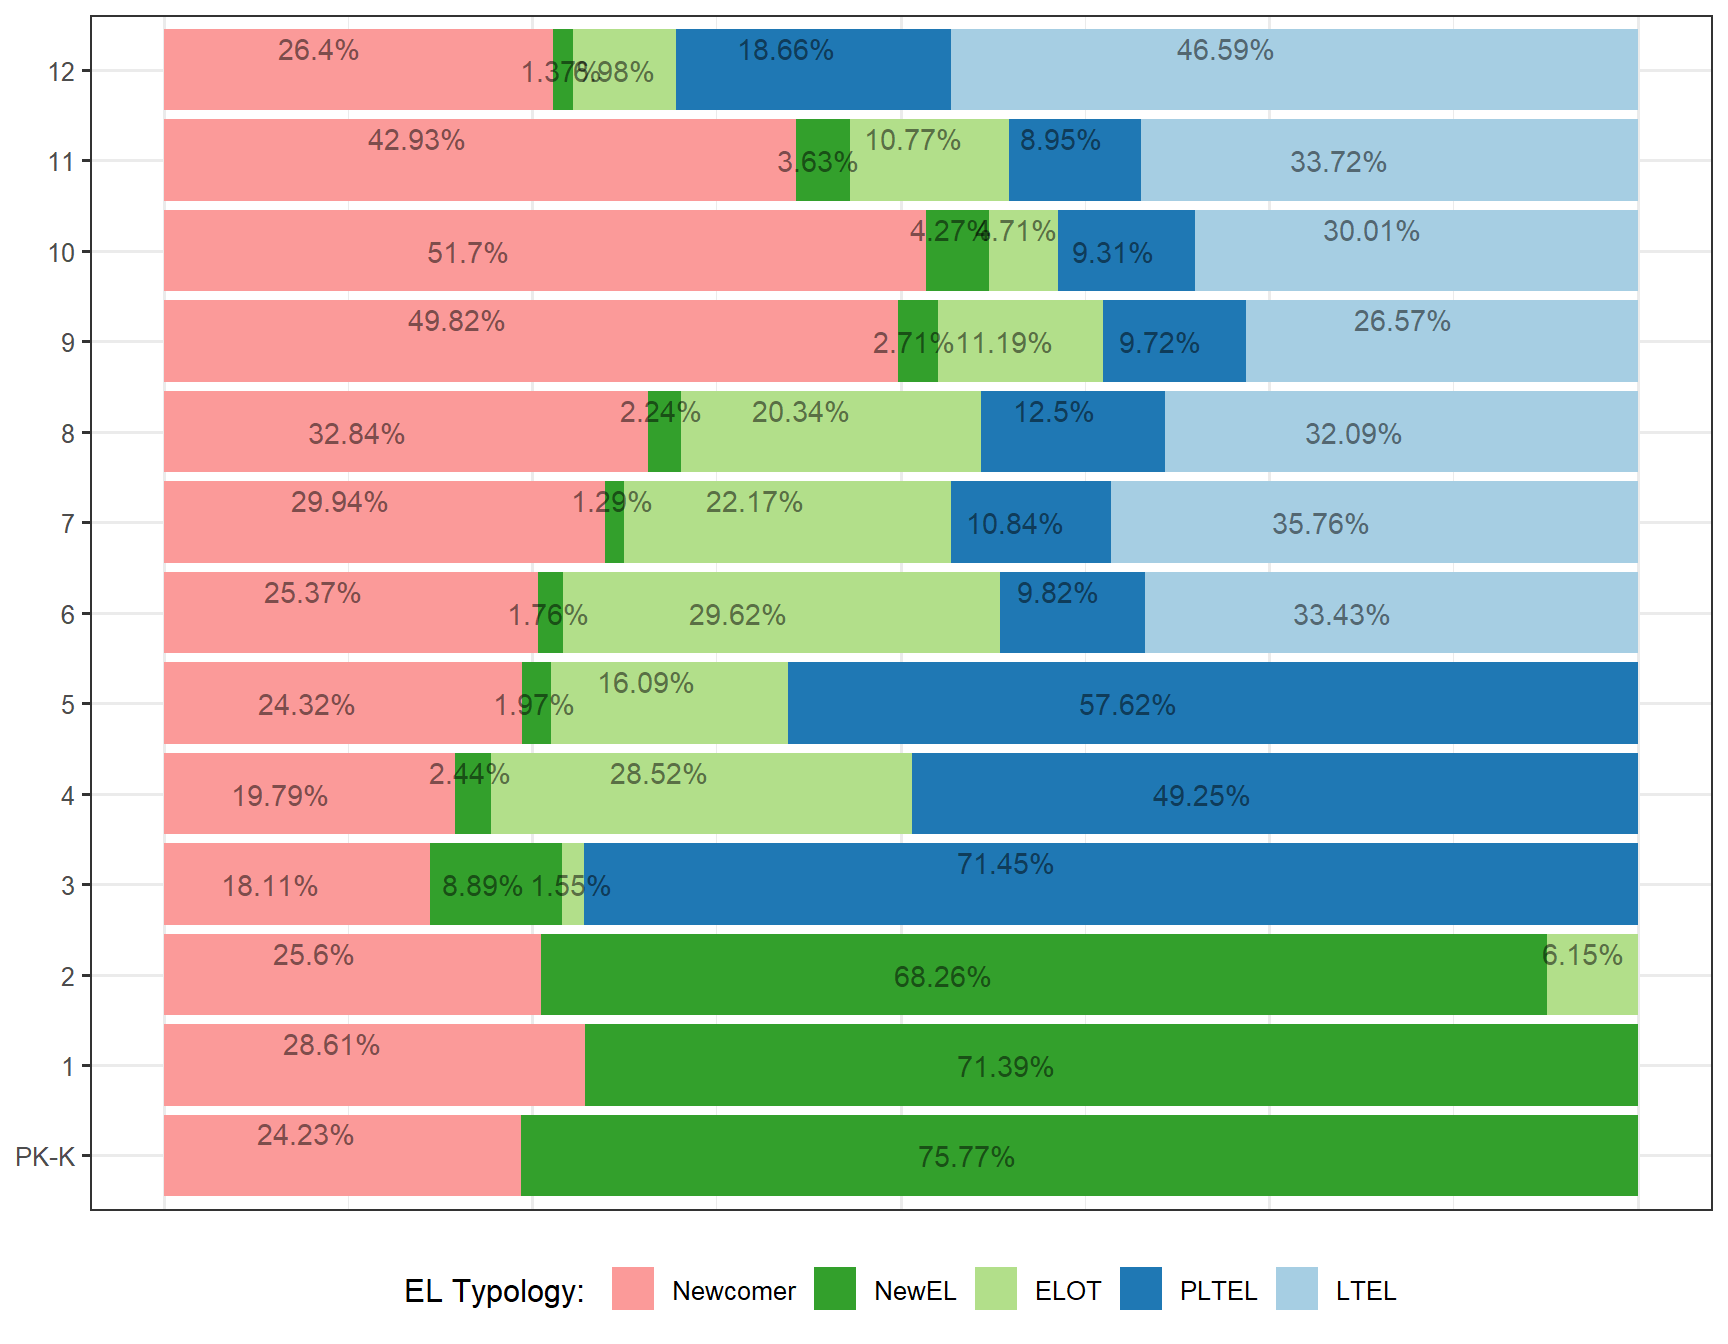 12 26.4% 1.37% 6.98% 18.66% 46.59%
11 42.93% 3.63% 10.77% 8.95% 33.72%
10 51.7% 4.27% 4.71% 9.31% 30.01%
9 49.82% 2.71% 11.19% 9.72% 26.57%
8 32.84% 2.24% 20.34% 12.5% 32.09%
7 29.94% 1.29% 22.17% 10.84% 35.76%
6 25.37% 1.76% 29.62% 9.82% 33.43%
5 24.32% 1.97% 16.09% 57.62%
4 19.79% 2.44% 28.52% 49.25%
3 18.11% 8.89% 1.55% 71.45%
2 25.6% 68.26% 6.15%
1 28.61% 71.39%
PK-K 24.23% 75.77%
EL Typology: Newcomer NewEL ELOT PLTEL LTEL